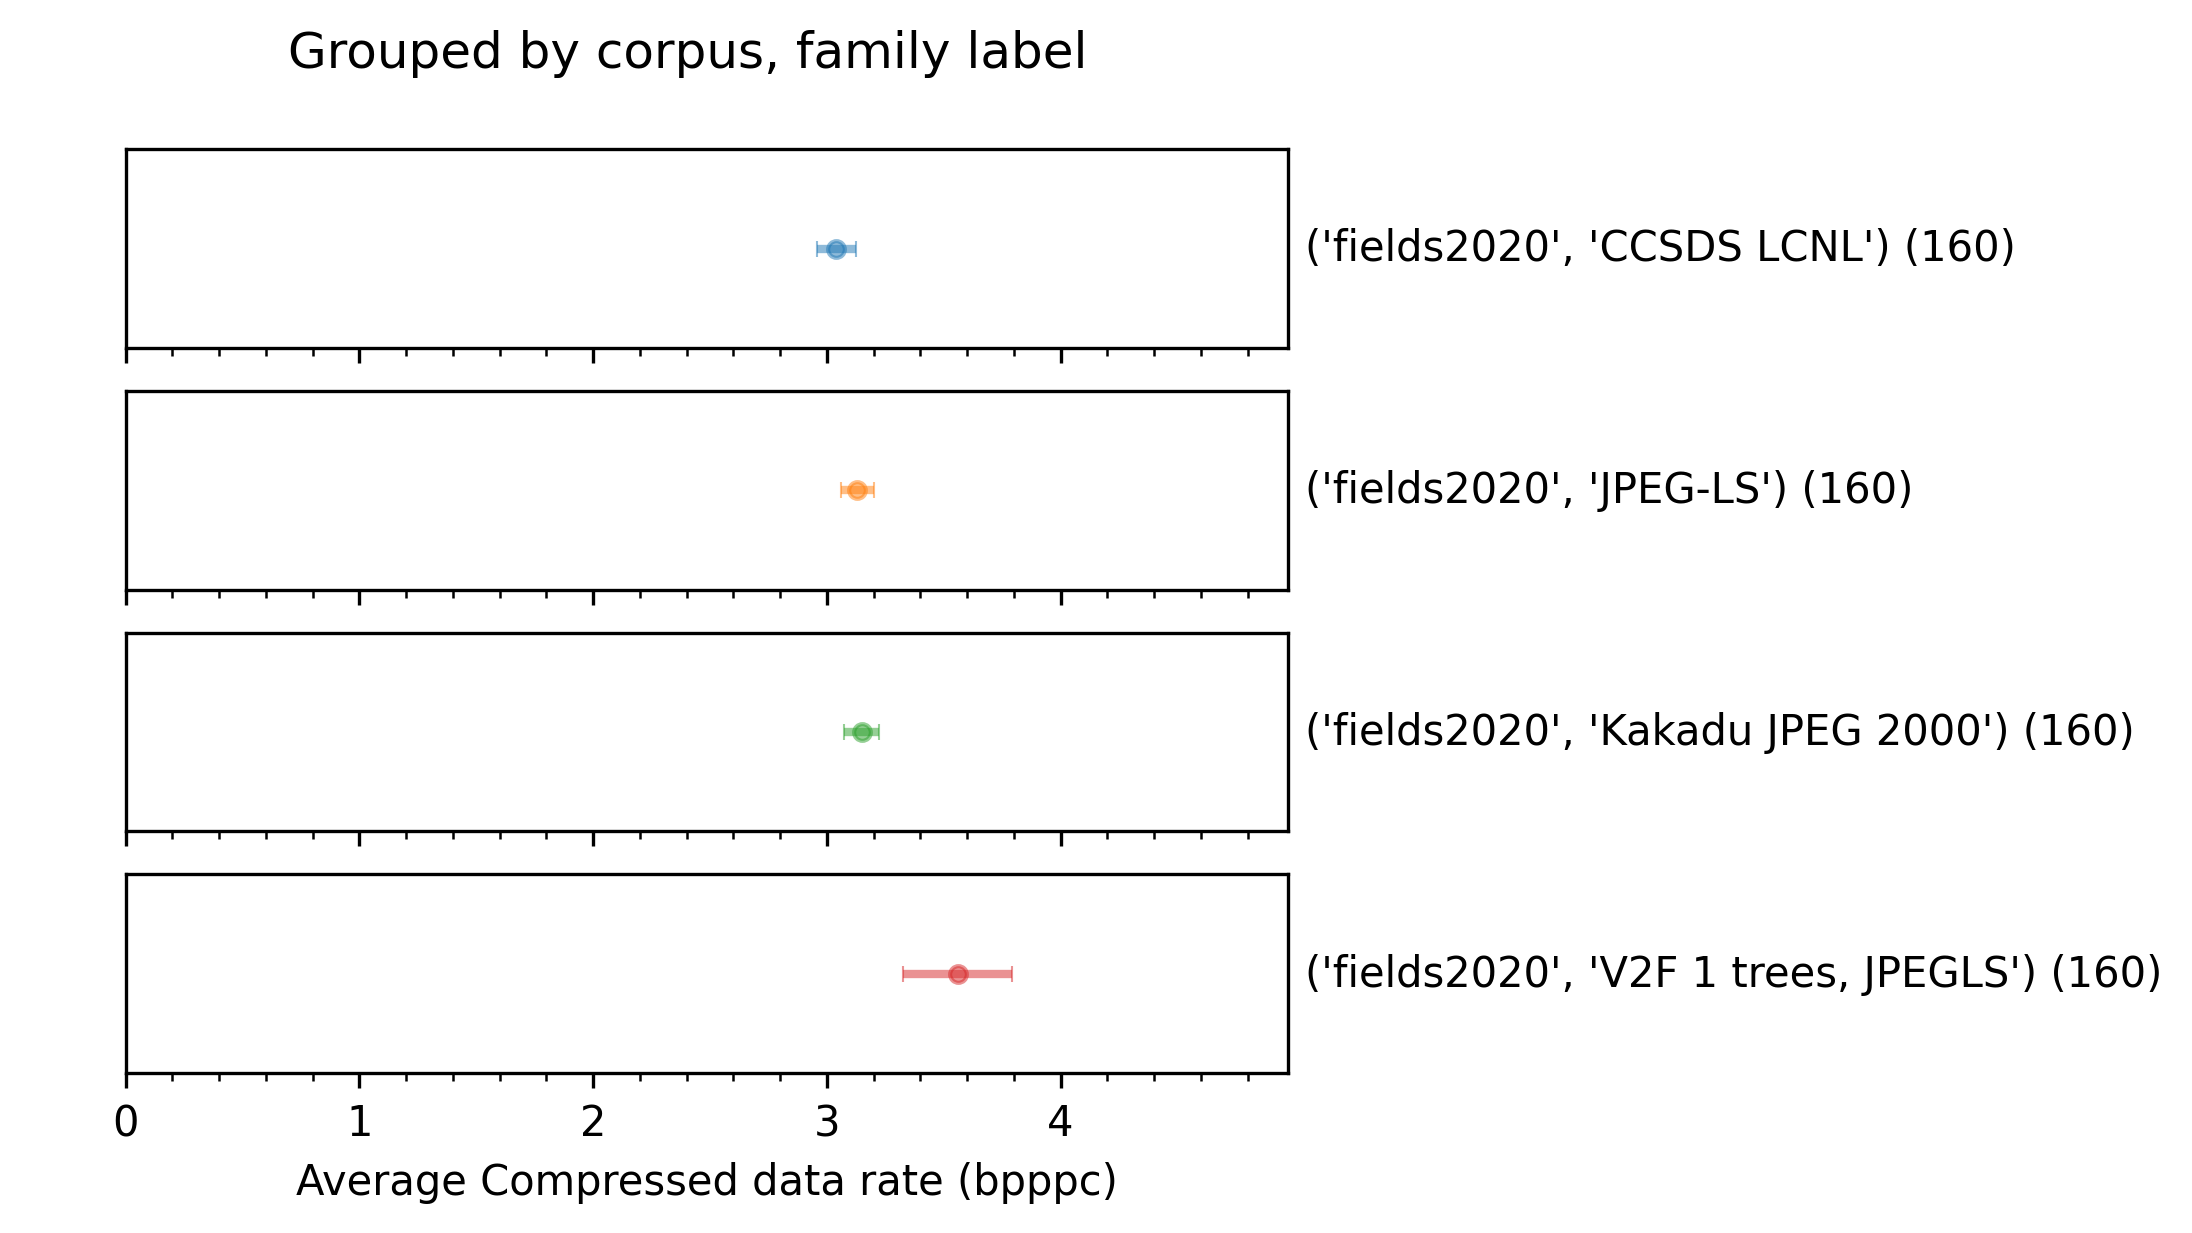 Grouped by corpus, family label
('fields2020', 'CCSDS LCNL') (160)
('fields2020', 'JPEG-LS') (160)
('fields2020', 'Kakadu JPEG 2000') (160)
('fields2020', 'V2F 1 trees, JPEGLS') (160)
0 1 2 3 4
Average Compressed data rate (bpppc)